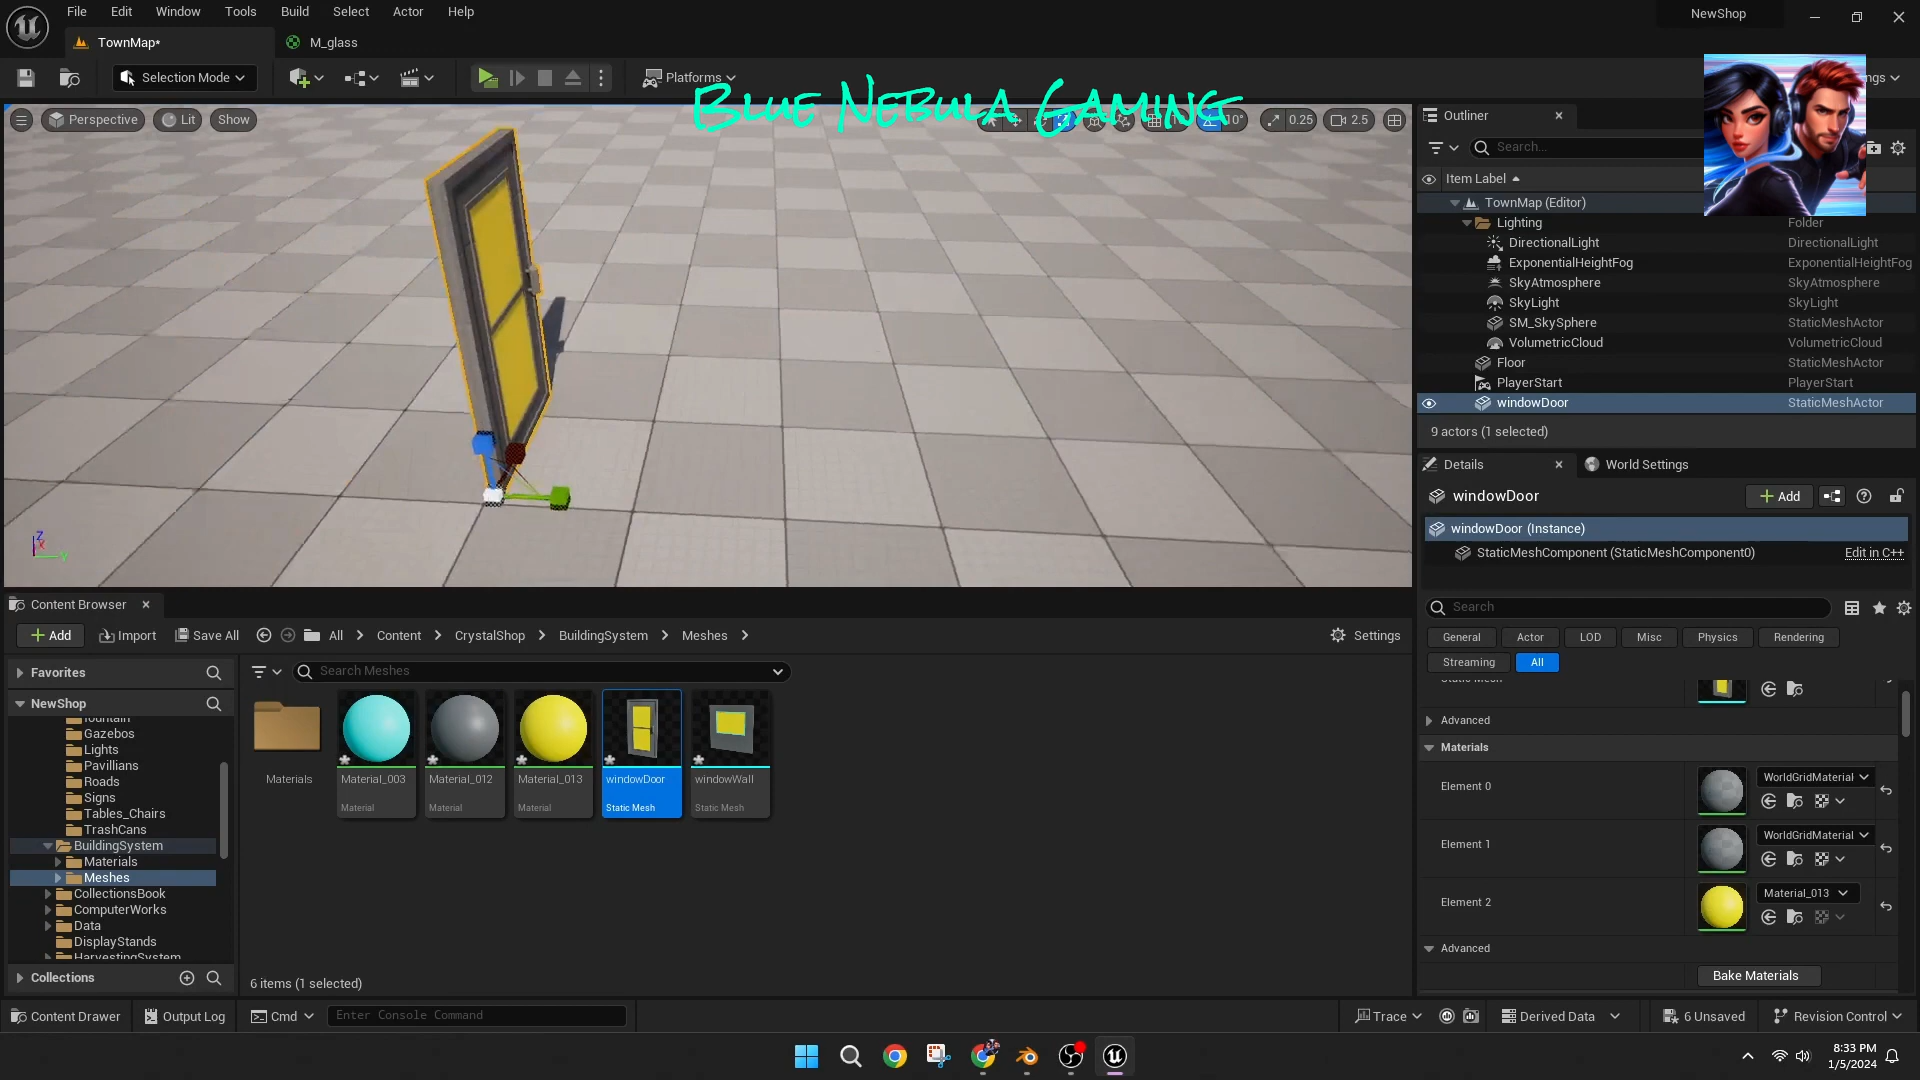 File Edit Window Tools Build Select Actor Help
NewShop
TownMap*
M_glass
Selection Mode
Platforms
Blue Nebula Gaming
Perspective
Lit
Show
10°
0.25
2.5
Outliner
Search...
Item Label
TownMap (Editor)
Lighting Folder
DirectionalLight DirectionalLight
ExponentialHeightFog ExponentialHeightFog
SkyAtmosphere SkyAtmosphere
SkyLight SkyLight
SM_SkySphere StaticMeshActor
VolumetricCloud VolumetricCloud
Floor StaticMeshActor
PlayerStart PlayerStart
windowDoor StaticMeshActor
9 actors (1 selected)
Details
World Settings
windowDoor
Add
windowDoor (Instance)
StaticMeshComponent (StaticMeshComponent0)
Edit in C++
Search
General Actor LOD Misc Physics Rendering
Streaming All
Static Mesh
Advanced
Materials
Element 0
WorldGridMaterial
Element 1
WorldGridMaterial
Element 2
Material_013
Advanced
Bake Materials
Z
X
Y
Content Browser
Add
Import
Save All
All
Content
CrystalShop
BuildingSystem
Meshes
Settings
Favorites
NewShop
fountain
Gazebos
Lights
Pavillians
Roads
Signs
Tables_Chairs
TrashCans
BuildingSystem
Materials
Meshes
CollectionsBook
ComputerWorks
Data
DisplayStands
HarvestingSystem
Collections
Search Meshes
Materials
Material_003
Material
Material_012
Material
Material_013
Material
windowDoor
Static Mesh
windowWall
Static Mesh
6 items (1 selected)
Content Drawer
Output Log
Cmd
Enter Console Command
Trace
Derived Data
6 Unsaved
Revision Control
8:33 PM
1/5/2024